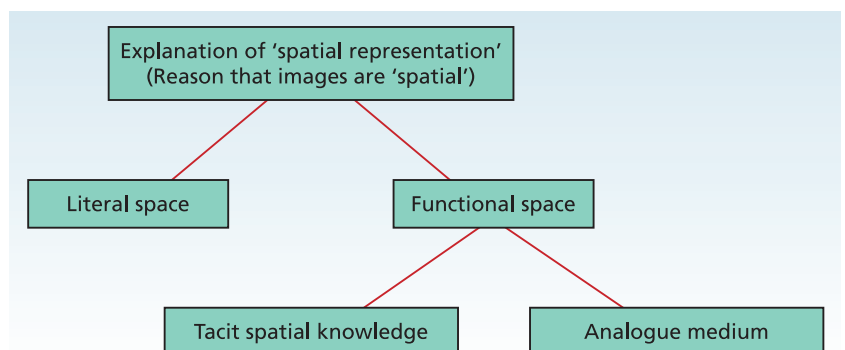 Explanation of ‘spatial representation’
(Reason that images are ‘spatial’)
Literal space
Functional space
Tacit spatial knowledge
Analogue medium